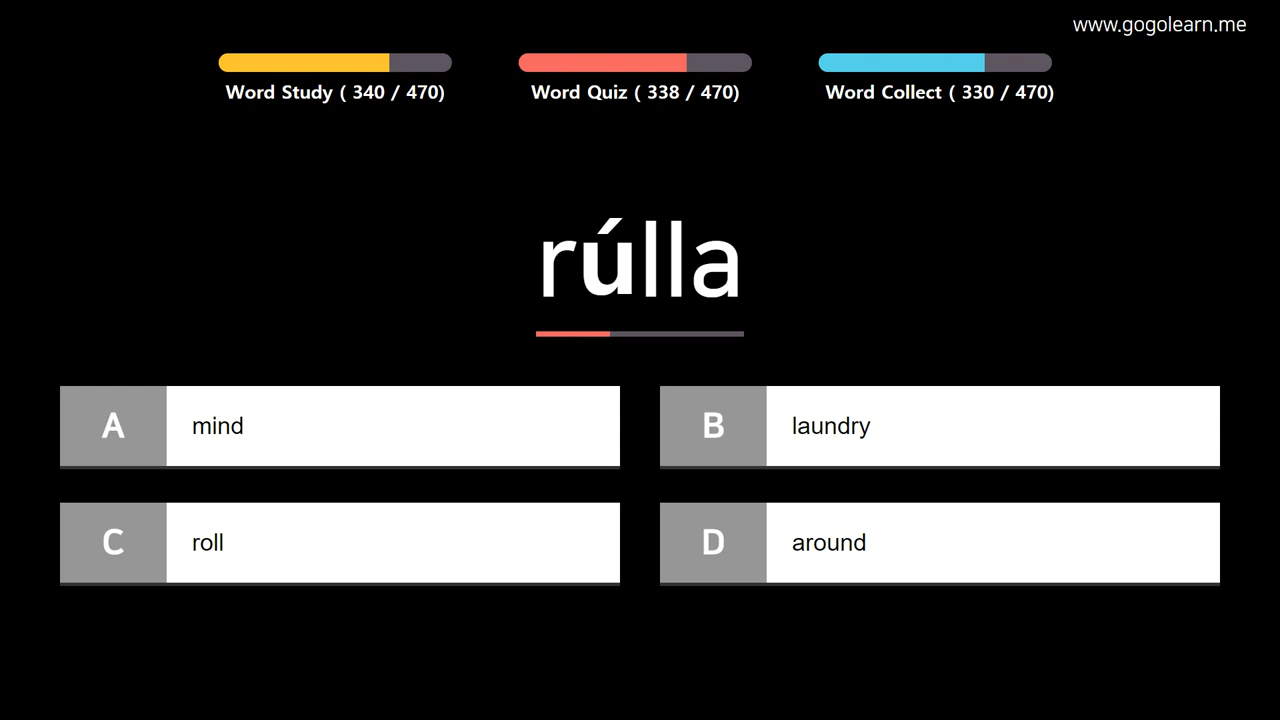 www.gogolearn.me
Word Study ( 340 / 470)
Word Quiz ( 338 / 470)
Word Collect ( 330 / 470)
rúlla
A mind
B laundry
C roll
D around